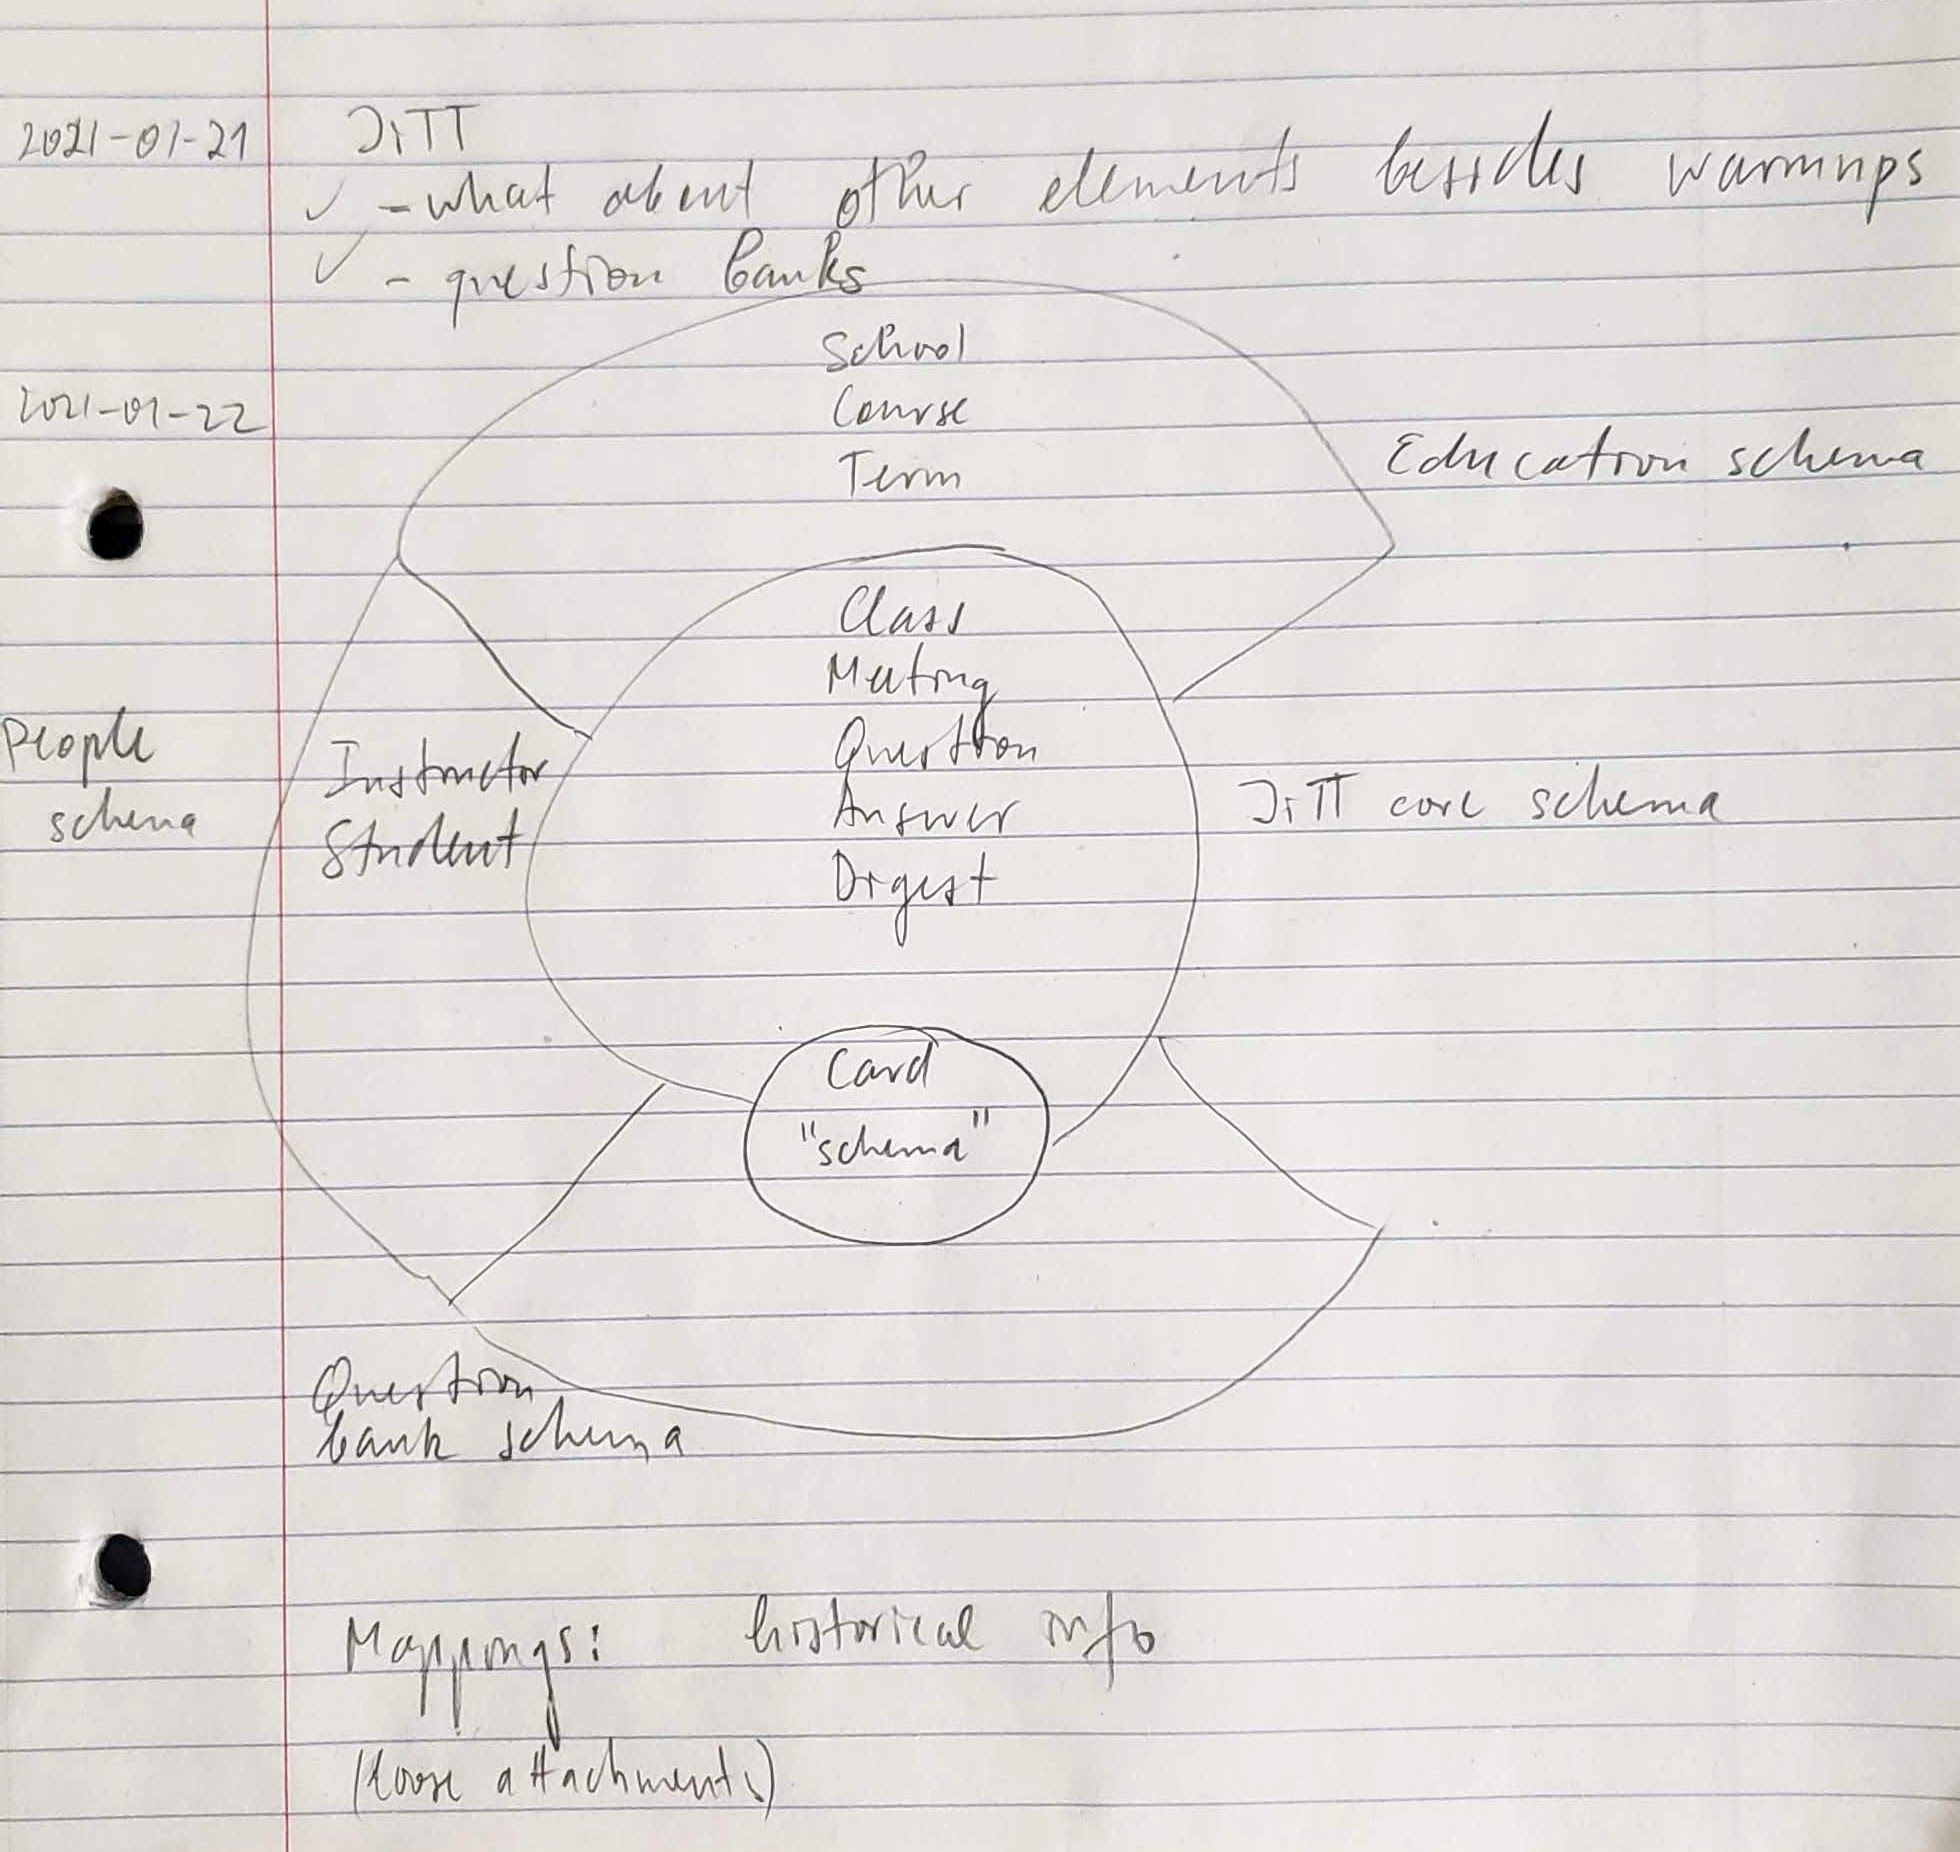 2021-01-21 JiTT
✓ - what about other elements besides warmups
✓ - question banks
School
2021-01-22 Course
Term
Education schema
Class
Meeting
People
schema
Instructor
Student
Question
Answer
Digest
JiTT core schema
Card
"schema"
Question
bank schema
Mappings: historical info
(loose attachments)